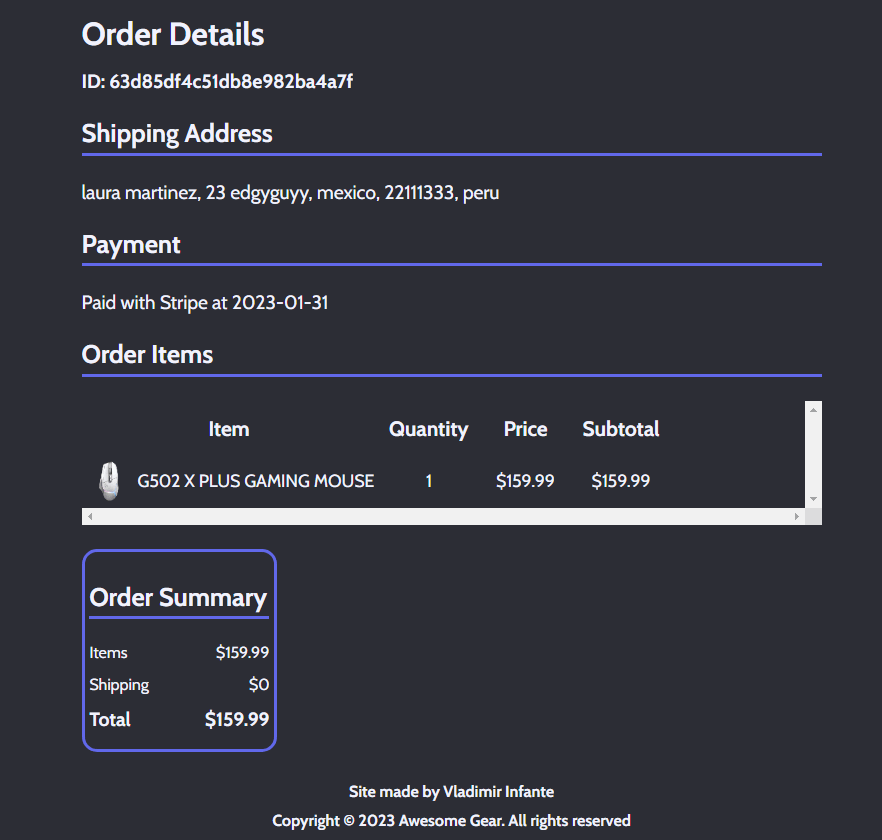 Order Details
ID: 63d85df4c51db8e982ba4a7f
Shipping Address
laura martinez, 23 edgyguyy, mexico, 22111333, peru
Payment
Paid with Stripe at 2023-01-31
Order Items
Item Quantity Price Subtotal
G502 X PLUS GAMING MOUSE 1 $159.99 $159.99
Order Summary
Items $159.99
Shipping $0
Total $159.99
Site made by Vladimir Infante
Copyright © 2023 Awesome Gear. All rights reserved